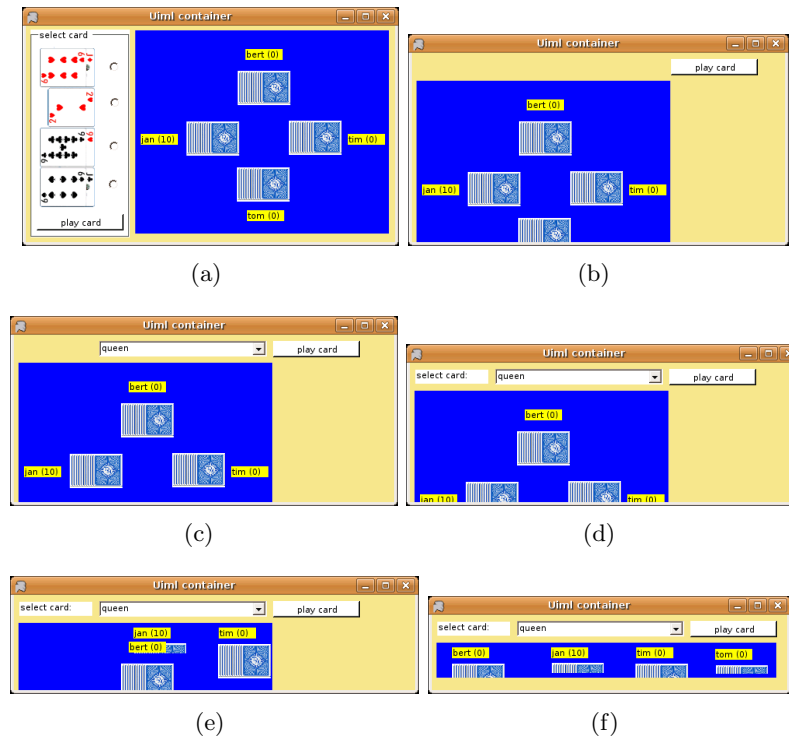 Uiml container
select card
bert (0)
jan (10)
tim (0)
tom (0)
play card
(a)
Uiml container
play card
bert (0)
jan (10)
tim (0)
(b)
Uiml container
queen
play card
bert (0)
jan (10)
tim (0)
(c)
Uiml container
select card:
queen
play card
bert (0)
jan (10)
tim (0)
(d)
Uiml container
select card:
queen
play card
jan (10)
tim (0)
bert (0)
(e)
Uiml container
select card:
queen
play card
bert (0)
jan (10)
tim (0)
tom (0)
(f)